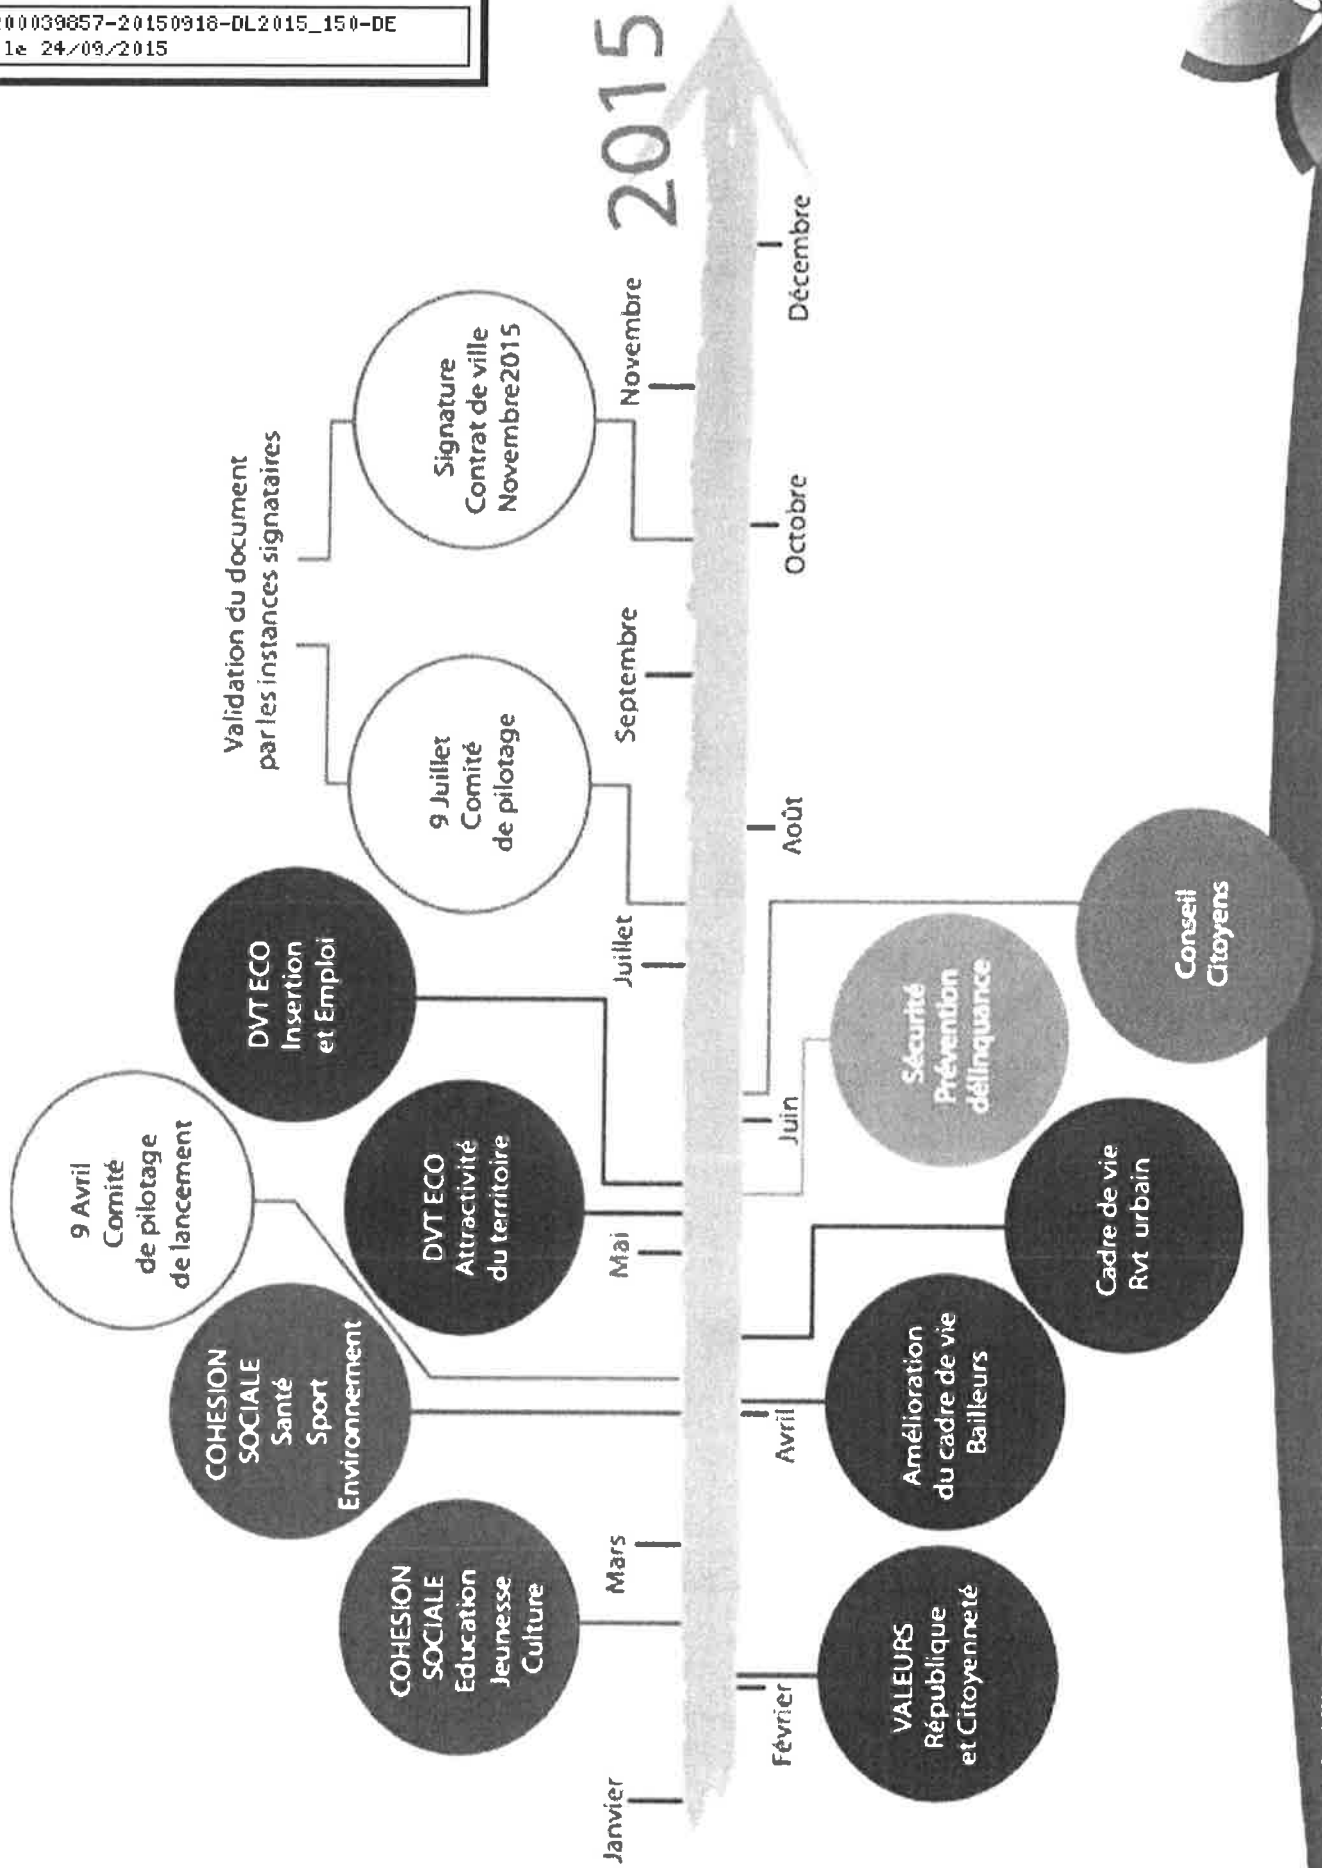 200039857-20150918-DL2015_150-DE
le 24/09/2015
2015
Janvier
Février
Mars
Avril
Mai
Juin
Juillet
Août
Septembre
Octobre
Novembre
Décembre
COHESION
SOCIALE
Education
Jeunesse
Culture
COHESION
SOCIALE
Santé
Sport
Environnement
9 Avril
Comité
de pilotage
de lancement
DVT ECO
Attractivité
du territoire
DVT ECO
Insertion
et Emploi
9 Juillet
Comité
de pilotage
Validation du document
par les instances signataires
Signature
Contrat de ville
Novembre2015
VALEURS
République
et Citoyenneté
Amélioration
du cadre de vie
Bailleurs
Cadre de vie
Rvt urbain
Sécurité
Prévention
délinquance
Conseil
Citoyens